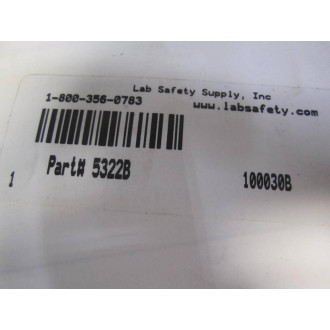 Lab Safety Supply, Inc
1-800-356-0783 www.labsafety.com
Part# 5322B
1 100030B